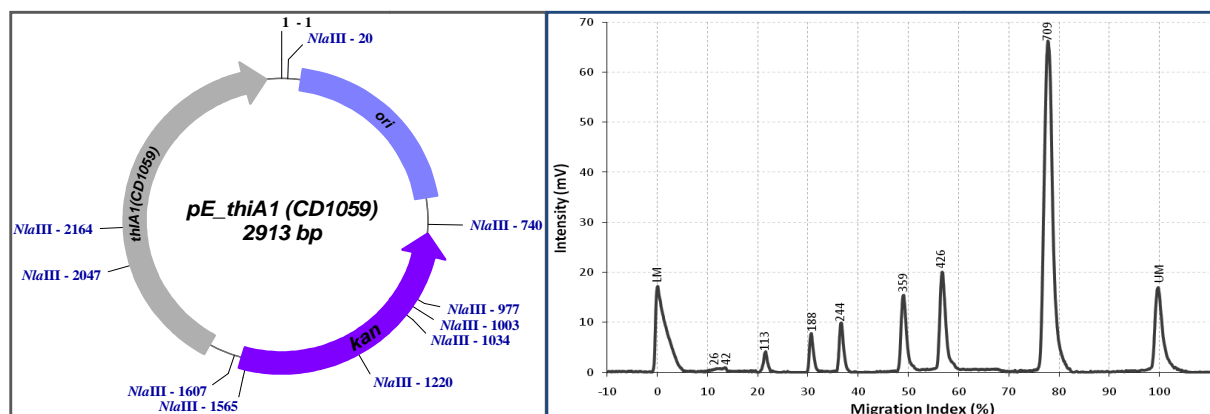 1 - 1
NlaIII - 20
ori
NlaIII - 740
NlaIII - 977
NlaIII - 1003
NlaIII - 1034
kan
NlaIII - 1220
NlaIII - 1565
NlaIII - 1607
NlaIII - 2047
NlaIII - 2164
thiA1(CD1059)
pE_thiA1 (CD1059)
2913 bp
Intensity (mV)
70
60
50
40
30
20
10
0
LM
26
42
113
188
244
359
426
709
UM
-10 0 10 20 30 40 50 60 70 80 90 100
Migration Index (%)